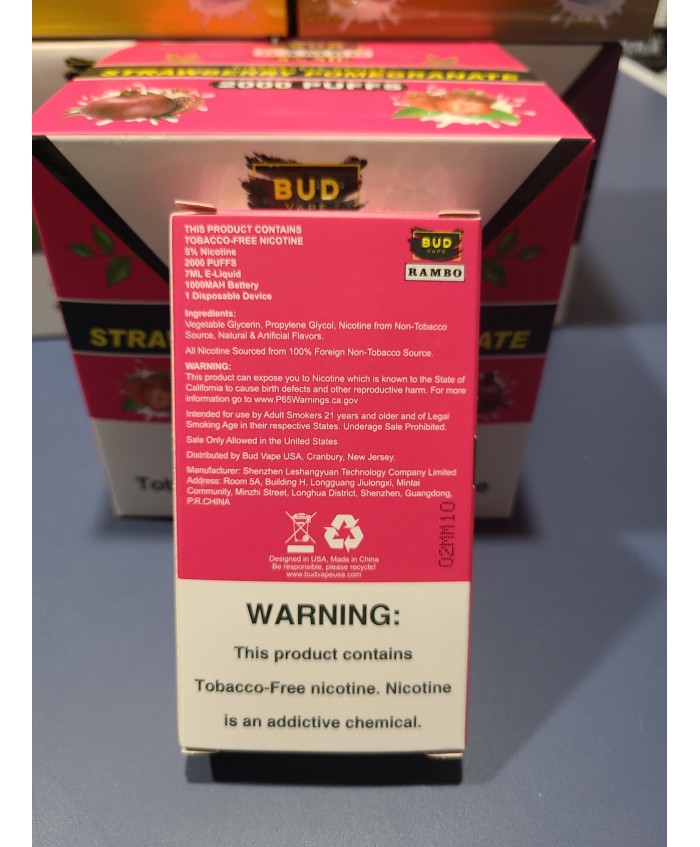 STRAWBERRY POMEGRANATE
2000 PUFFS
BUD
VAPE
THIS PRODUCT CONTAINS
TOBACCO-FREE NICOTINE
5% Nicotine
2000 PUFFS
7ML E-Liquid
1000MAH Battery
1 Disposable Device
BUD
VAPE
RAMBO
Ingredients:
Vegetable Glycerin, Propylene Glycol, Nicotine from Non-Tobacco
Source, Natural & Artificial Flavors.
All Nicotine Sourced from 100% Foreign Non-Tobacco Source.
WARNING:
This product can expose you to Nicotine which is known to the State of
California to cause birth defects and other reproductive harm. For more
information go to www.P65Warnings.ca.gov
Intended for use by Adult Smokers 21 years and older and of Legal
Smoking Age in their respective States. Underage Sale Prohibited.
Sale Only Allowed in the United States
Distributed by Bud Vape USA, Cranbury, New Jersey.
Manufacturer: Shenzhen Leshangyuan Technology Company Limited
Address: Room 5A, Building H, Longguang Jiulongxi, Mintai
Community, Minzhi Street, Longhua District, Shenzhen, Guangdong,
P.R.CHINA
02MM10
Designed in USA, Made in China
Be responsible, please recycle!
www.budvapeusa.com
WARNING:
This product contains
Tobacco-Free nicotine. Nicotine
is an addictive chemical.
STRA
ATE
To
e